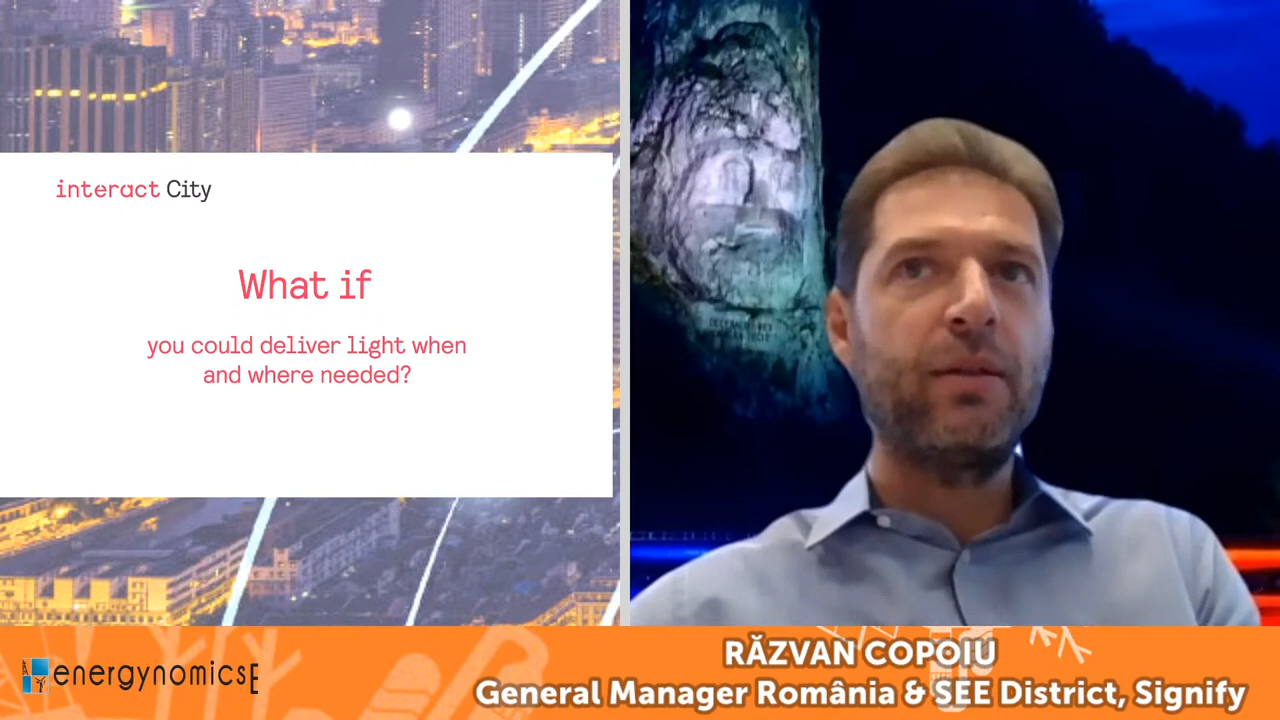 interact City
What if
you could deliver light when
and where needed?
energynomics
RĂZVAN COPOIU
General Manager România & SEE District, Signify